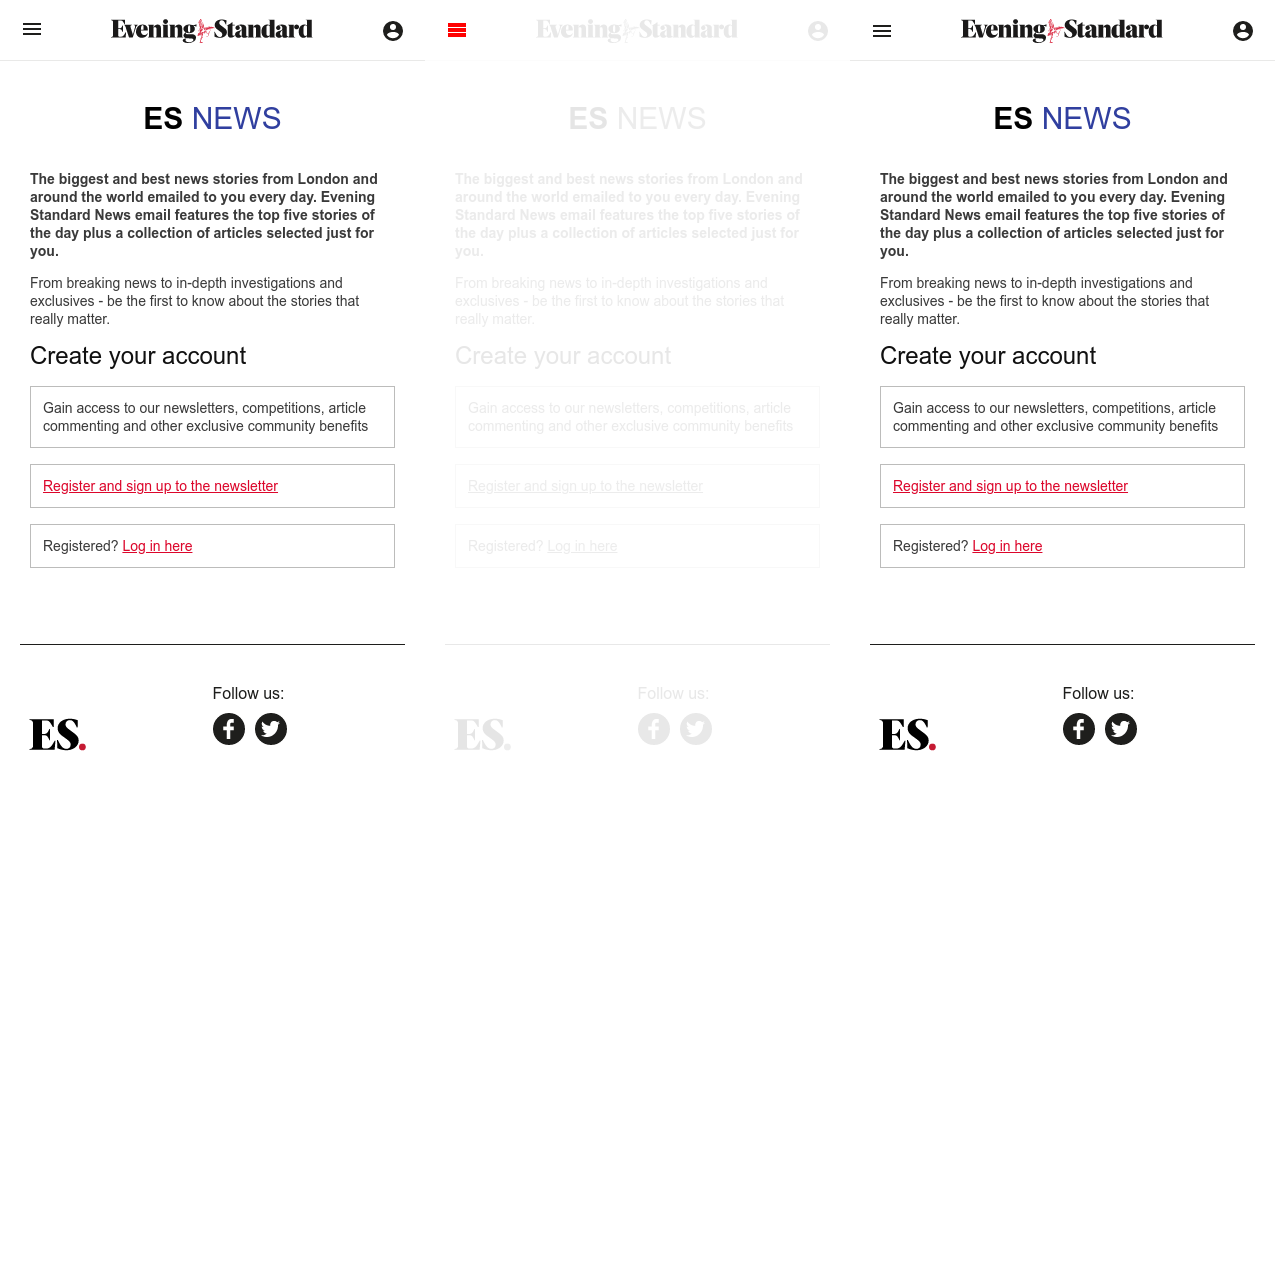 Evening Standard
ES NEWS
The biggest and best news stories from London and
around the world emailed to you every day. Evening
Standard News email features the top five stories of
the day plus a collection of articles selected just for
you.
From breaking news to in-depth investigations and
exclusives - be the first to know about the stories that
really matter.
Create your account
Gain access to our newsletters, competitions, article
commenting and other exclusive community benefits
Register and sign up to the newsletter
Registered? Log in here
Follow us:
ES.
Evening Standard
ES NEWS
The biggest and best news stories from London and
around the world emailed to you every day. Evening
Standard News email features the top five stories of
the day plus a collection of articles selected just for
you.
From breaking news to in-depth investigations and
exclusives - be the first to know about the stories that
really matter.
Create your account
Gain access to our newsletters, competitions, article
commenting and other exclusive community benefits
Register and sign up to the newsletter
Registered? Log in here
Follow us:
ES.
Evening Standard
ES NEWS
The biggest and best news stories from London and
around the world emailed to you every day. Evening
Standard News email features the top five stories of
the day plus a collection of articles selected just for
you.
From breaking news to in-depth investigations and
exclusives - be the first to know about the stories that
really matter.
Create your account
Gain access to our newsletters, competitions, article
commenting and other exclusive community benefits
Register and sign up to the newsletter
Registered? Log in here
Follow us:
ES.